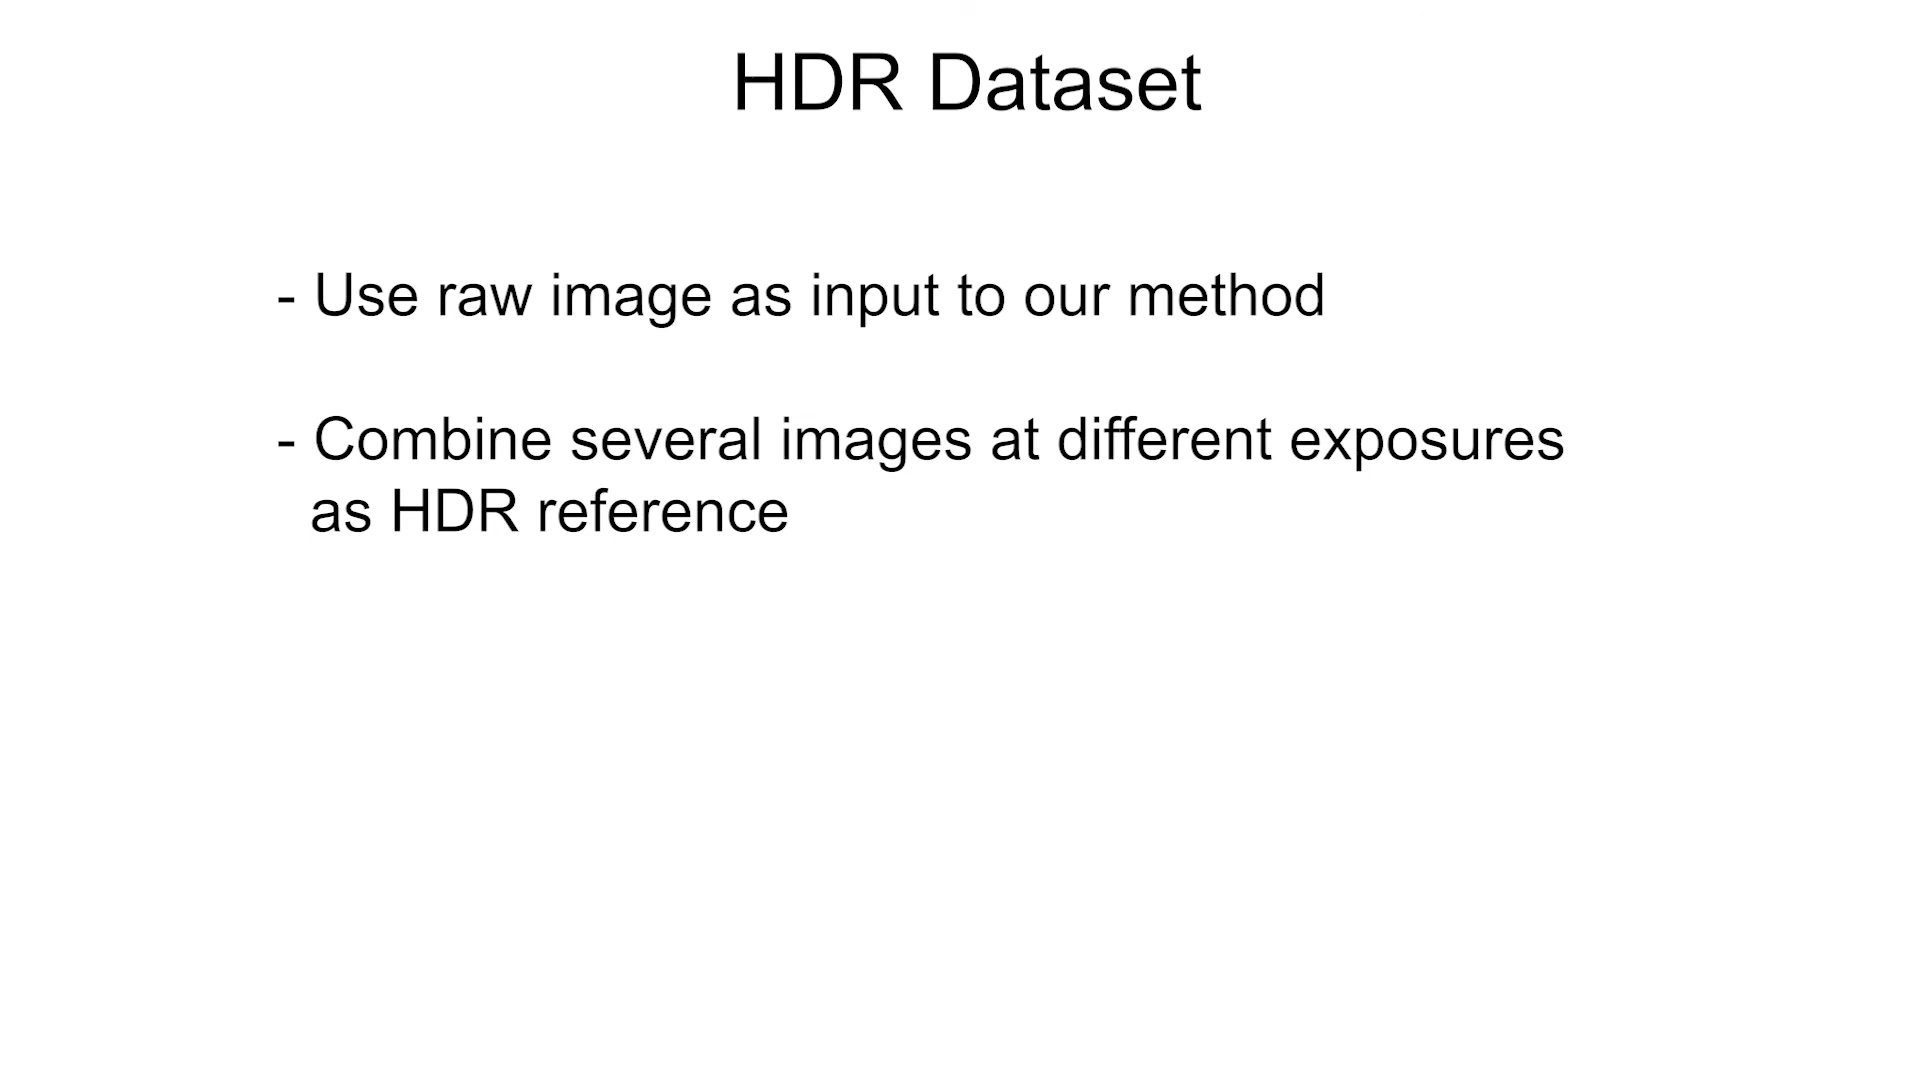 HDR Dataset
- Use raw image as input to our method
- Combine several images at different exposures
as HDR reference